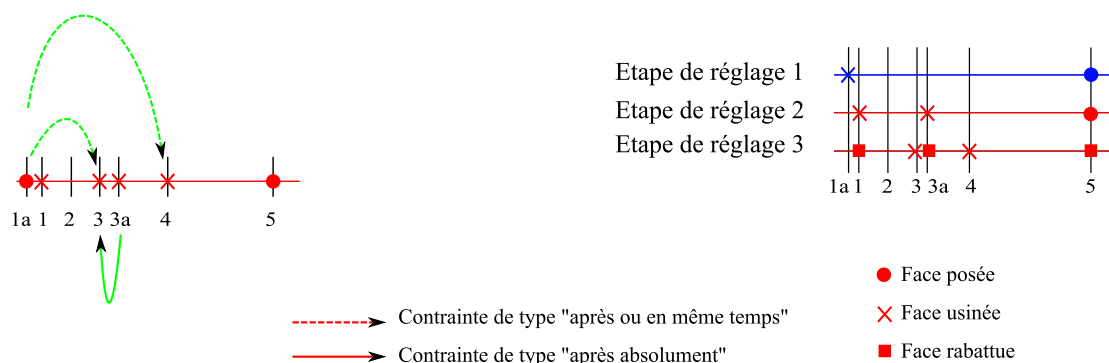 1a 1 2 3 3a 4 5
Etape de réglage 1
Etape de réglage 2
Etape de réglage 3
1a 1 2 3 3a 4 5
Face posée
Face usinée
Face rabattue
Contrainte de type "après ou en même temps"
Contrainte de type "après absolument"